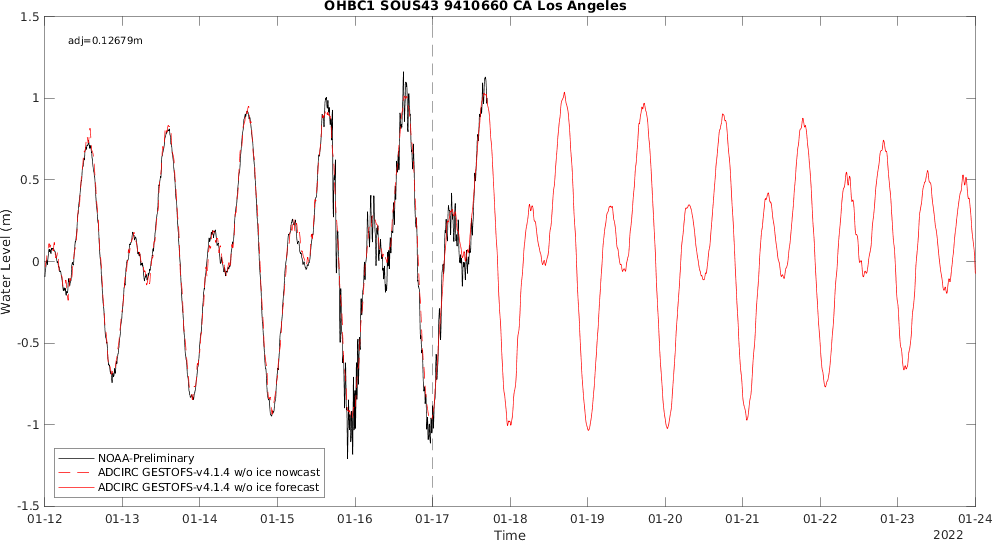 OHBC1 SOUS43 9410660 CA Los Angeles
adj=0.12679m
Water Level (m)
1.5
1
0.5
0
-0.5
-1
-1.5
NOAA-Preliminary
ADCIRC GESTOFS-v4.1.4 w/o ice nowcast
ADCIRC GESTOFS-v4.1.4 w/o ice forecast
01-12 01-13 01-14 01-15 01-16 01-17 01-18 01-19 01-20 01-21 01-22 01-23 01-24
Time
2022